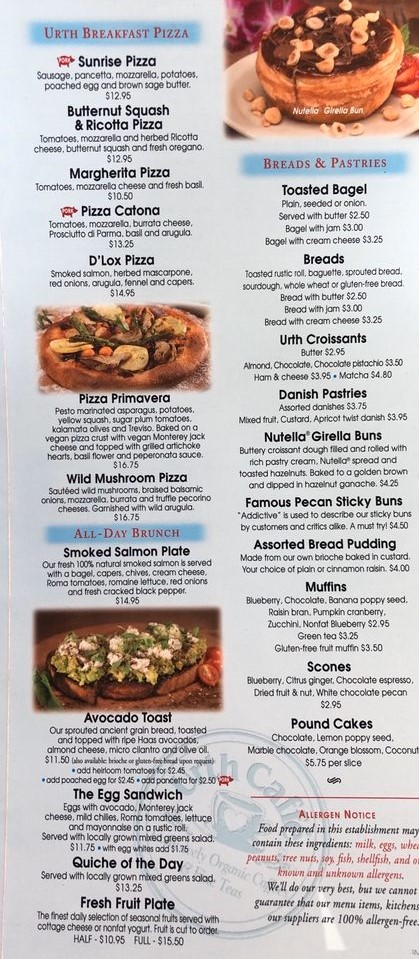 URTH BREAKFAST PIZZA
PORK Sunrise Pizza
Sausage, pancetta, mozzarella, potatoes,
poached egg and brown sage butter.
$12.95
Butternut Squash
& Ricotta Pizza
Tomatoes, mozzarella and herbed Ricotta
cheese, butternut squash and fresh oregano.
$12.95
Margherita Pizza
Tomatoes, mozzarella cheese and fresh basil.
$10.50
PORK Pizza Catona
Tomatoes, mozzarella, burrata cheese,
Prosciutto di Parma, basil and arugula.
$13.25
D'Lox Pizza
Smoked salmon, herbed mascarpone,
red onions, arugula, fennel and capers.
$14.95
Pizza Primavera
Pesto marinated asparagus, potatoes,
yellow squash, sugar plum tomatoes,
kalamata olives and Treviso. Baked on a
vegan pizza crust with vegan Monterey jack
cheese and topped with grilled artichoke
hearts, basil flower and peperonata sauce.
$16.75
Wild Mushroom Pizza
Sautéed wild mushrooms, braised balsamic
onions, mozzarella, burrata and truffle pecorino
cheeses. Garnished with wild arugula.
$16.75
ALL-DAY BRUNCH
Smoked Salmon Plate
Our fresh 100% natural smoked salmon is served
with a bagel, capers, chives, cream cheese,
Roma tomatoes, romaine lettuce, red onions
and fresh cracked black pepper.
$14.95
Avocado Toast
Our sprouted ancient grain bread, toasted
and topped with ripe Haas avocados,
almond cheese, micro cilantro and olive oil.
$11.50 (also available: brioche or gluten-free bread upon request)
• add heirloom tomatoes for $2.45
• add poached egg for $2.45 • add pancetta for $2.50 PORK
The Egg Sandwich
Eggs with avocado, Monterey jack
cheese, mild chilies, Roma tomatoes, lettuce
and mayonnaise on a rustic roll.
Served with locally grown mixed greens salad.
$11.75 • with egg whites add $1.75
Quiche of the Day
Served with locally grown mixed greens salad.
$13.25
Fresh Fruit Plate
The finest daily selection of seasonal fruits served with
cottage cheese or nonfat yogurt. Fruit is cut to order.
HALF - $10.95 FULL - $15.50
Nutella® Girella Bun
BREADS & PASTRIES
Toasted Bagel
Plain, seeded or onion.
Served with butter $2.50
Bagel with jam $3.00
Bagel with cream cheese $3.25
Breads
Toasted rustic roll, baguette, sprouted bread,
sourdough, whole wheat or gluten-free bread.
Bread with butter $2.50
Bread with jam $3.00
Bread with cream cheese $3.25
Urth Croissants
Butter $2.95
Almond, Chocolate, Chocolate pistachio $3.50
Ham & cheese $3.95 • Matcha $4.80
Danish Pastries
Assorted danishes $3.75
Mixed fruit, Custard, Apricot twist danish $3.95
Nutella® Girella Buns
Buttery croissant dough filled and rolled with
rich pastry cream, Nutella® spread and
toasted hazelnuts. Baked to a golden brown
and dipped in hazelnut ganache. $4.25
Famous Pecan Sticky Buns
"Addictive" is used to describe our sticky buns
by customers and critics alike. A must try! $4.50
Assorted Bread Pudding
Made from our own brioche baked in custard.
Your choice of plain or cinnamon raisin. $4.00
Muffins
Blueberry, Chocolate, Banana poppy seed,
Raisin bran, Pumpkin cranberry,
Zucchini, Nonfat Blueberry $2.95
Green tea $3.25
Gluten-free fruit muffin $3.50
Scones
Blueberry, Citrus ginger, Chocolate espresso,
Dried fruit & nut, White chocolate pecan
$2.95
Pound Cakes
Chocolate, Lemon poppy seed,
Marble chocolate, Orange blossom, Coconut
$5.75 per slice
ALLERGEN NOTICE
Food prepared in this establishment may
contain these ingredients: milk, eggs, whe
peanuts, tree nuts, soy, fish, shellfish, and o
known and unknown allergens.
We'll do our very best, but we cannot
guarantee that our menu items, kitchens
our suppliers are 100% allergen-free.